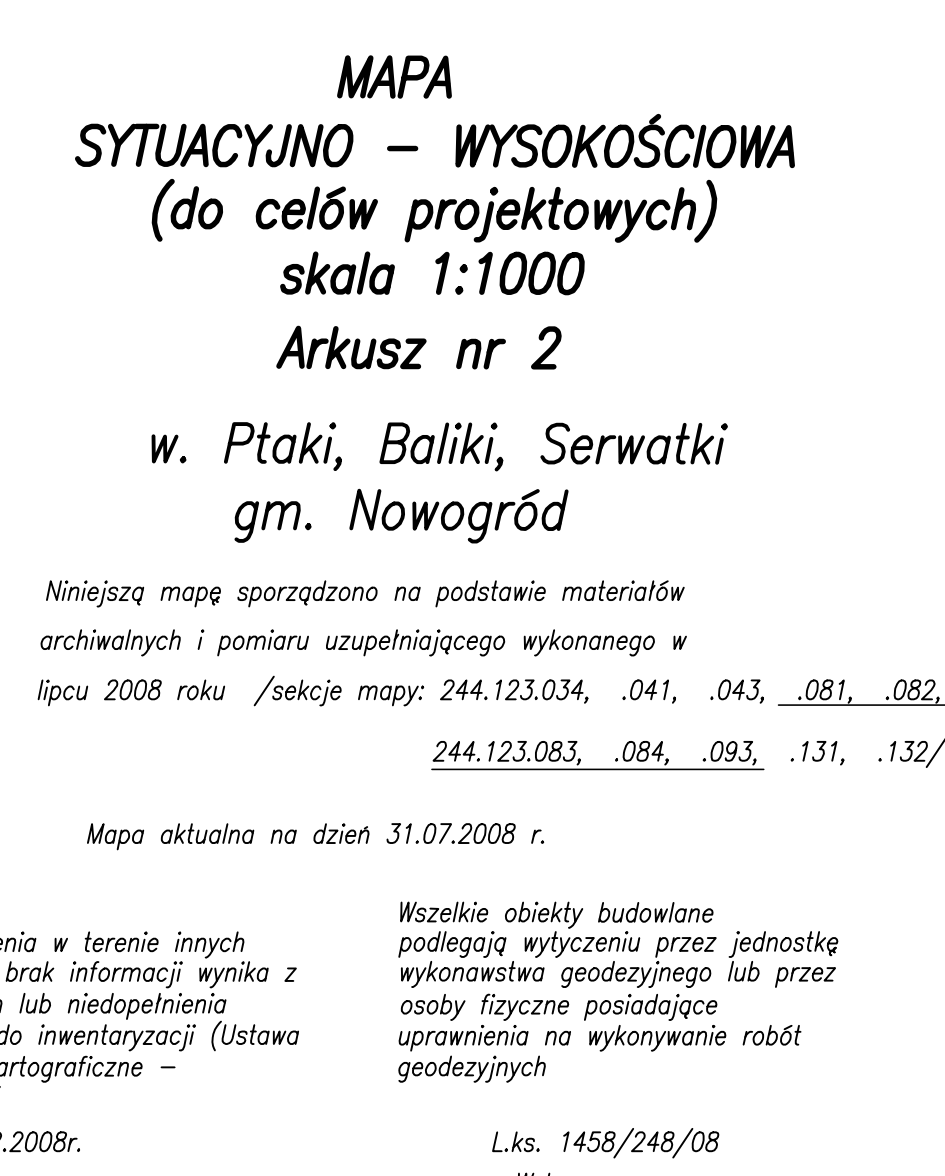 MAPA
SYTUACYJNO – WYSOKOŚCIOWA
(do celów projektowych)
skala 1:1000
Arkusz nr 2
w. Ptaki, Baliki, Serwatki
gm. Nowogród
Niniejszą mapę sporządzono na podstawie materiałów
archiwalnych i pomiaru uzupełniającego wykonanego w
lipcu 2008 roku /sekcje mapy: 244.123.034, .041, .043, .081, .082,
244.123.083, .084, .093, .131, .132/
Mapa aktualna na dzień 31.07.2008 r.
enia w terenie innych
brak informacji wynika z
lub niedopełnienia
do inwentaryzacji (Ustawa
artograficzne –
.2008r.
Wszelkie obiekty budowlane
podlegają wytyczeniu przez jednostkę
wykonawstwa geodezyjnego lub przez
osoby fizyczne posiadające
uprawnienia na wykonywanie robót
geodezyjnych
L.ks. 1458/248/08